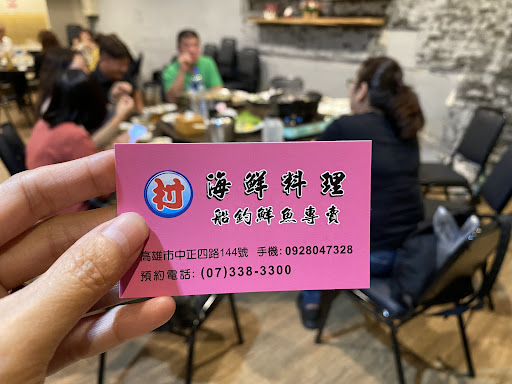 村 海鮮料理
船釣鮮魚專賣
高雄市中正四路144號 手機: 0928047328
預約電話: (07)338-3300